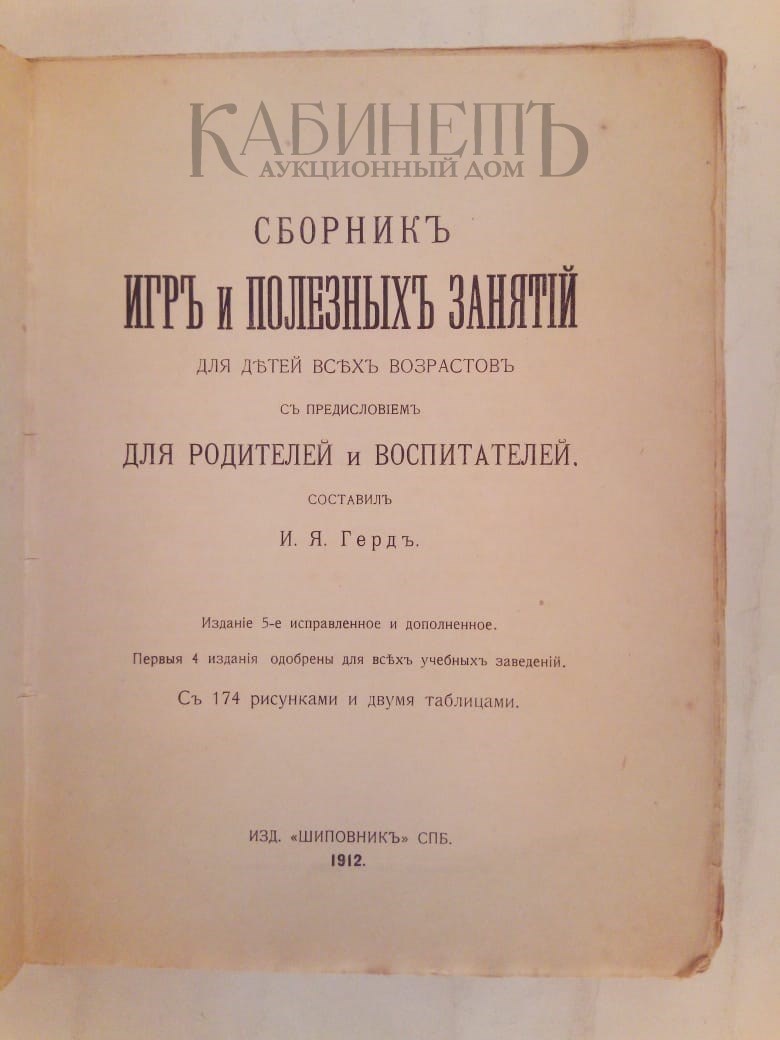 КАБИНЕТЪ
АУКЦИОННЫЙ ДОМ
СБОРНИКЪ
ИГРЪ и ПОЛЕЗНЫХЪ ЗАНЯТІЙ
ДЛЯ ДѢТЕЙ ВСѢХЪ ВОЗРАСТОВЪ
СЪ ПРЕДИСЛОВІЕМЪ
ДЛЯ РОДИТЕЛЕЙ и ВОСПИТАТЕЛЕЙ.
СОСТАВИЛЪ
И. Я. Гердъ.
Изданіе 5-е исправленное и дополненное.
Первыя 4 изданія одобрены для всѣхъ учебныхъ заведеній.
Съ 174 рисунками и двумя таблицами.
ИЗД. «ШИПОВНИКЪ» СПБ.
1912.